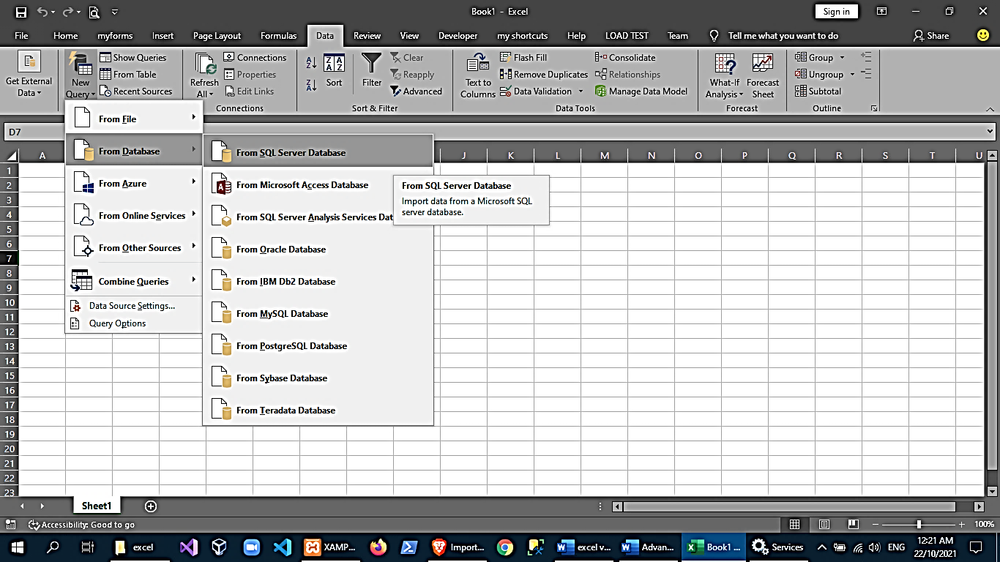 Book1 - Excel
Sign in
File Home myforms Insert Page Layout Formulas Data Review View Developer my shortcuts Help LOAD TEST Team Tell me what you want to do Share
Get External
Data
New
Query
Show Queries
From Table
Recent Sources
Refresh
All
Connections
Properties
Edit Links
Connections
A
Z
Z
A
Z A
A Z
Sort
Filter
Clear
Reapply
Advanced
Sort & Filter
Text to
Columns
Flash Fill
Remove Duplicates
Data Validation
Consolidate
Relationships
Manage Data Model
Data Tools
What-If
Analysis
Forecast
Sheet
Forecast
Group
Ungroup
Subtotal
Outline
D7
From File
From Database
From Azure
From Online Services
From Other Sources
Combine Queries
Data Source Settings...
Query Options
From SQL Server Database
From Microsoft Access Database
From SQL Server Analysis Services Dat
From Oracle Database
From IBM Db2 Database
From MySQL Database
From PostgreSQL Database
From Sybase Database
From Teradata Database
From SQL Server Database
Import data from a Microsoft SQL
server database.
A J K L M N O P Q R S T U
1
2
3
4
5
6
7
8
9
10
11
12
13
14
15
16
17
18
19
20
21
22
23
Sheet1
Accessibility: Good to go
100%
excel
XAMP...
Import...
excel v...
Advan...
Book1 ...
Services
ENG
12:21 AM
22/10/2021